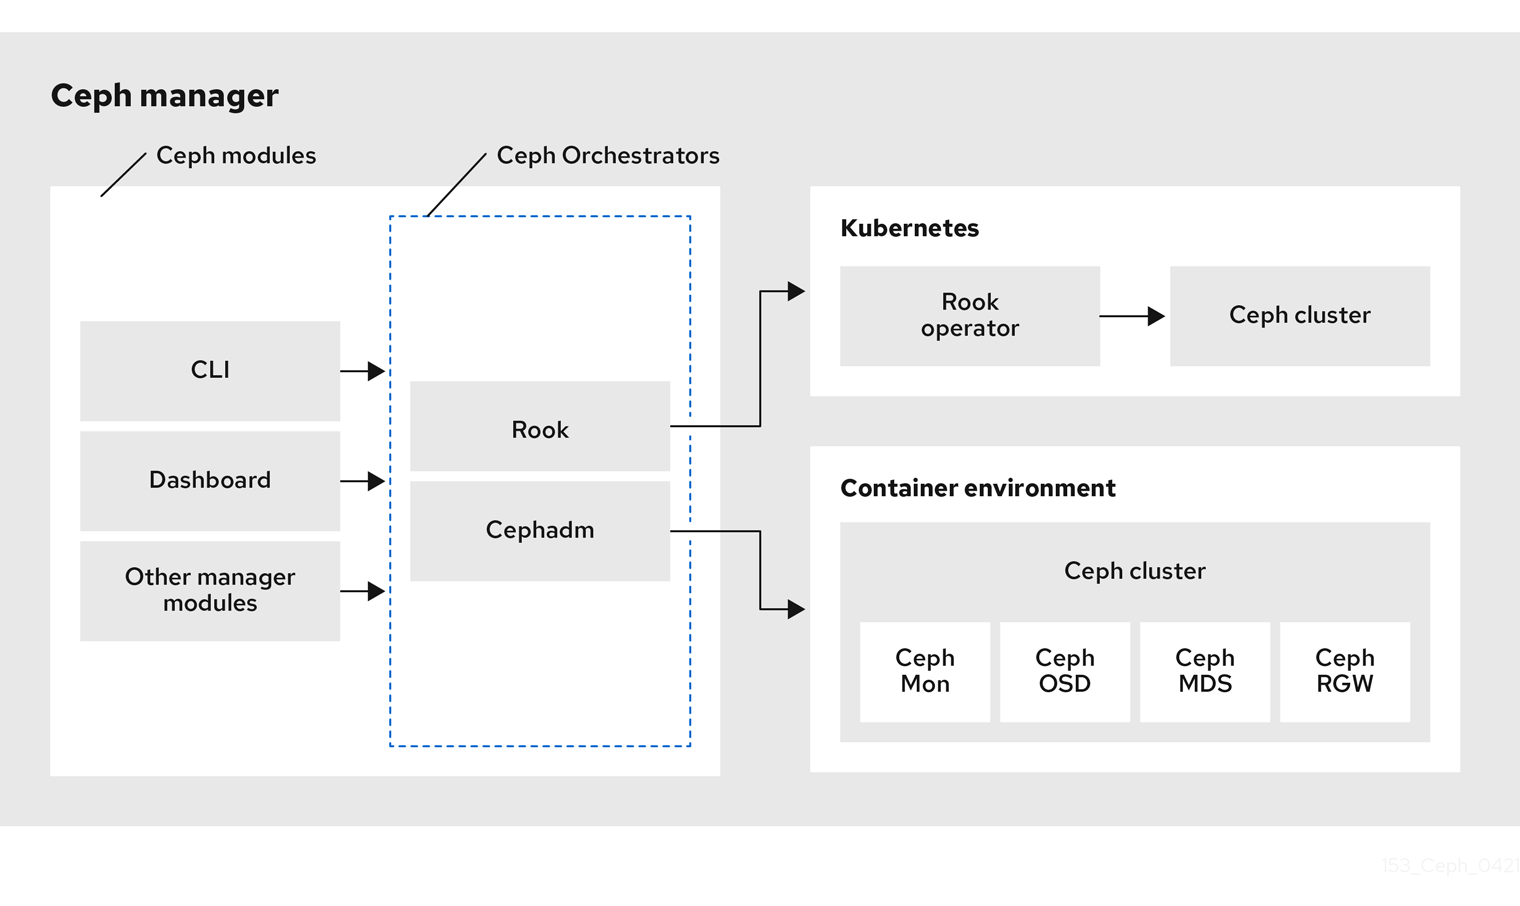 Ceph manager
Ceph modules
Ceph Orchestrators
CLI
Dashboard
Other manager
modules
Rook
Cephadm
Kubernetes
Rook
operator
Ceph cluster
Container environment
Ceph cluster
Ceph
Mon
Ceph
OSD
Ceph
MDS
Ceph
RGW
153_Ceph_0421